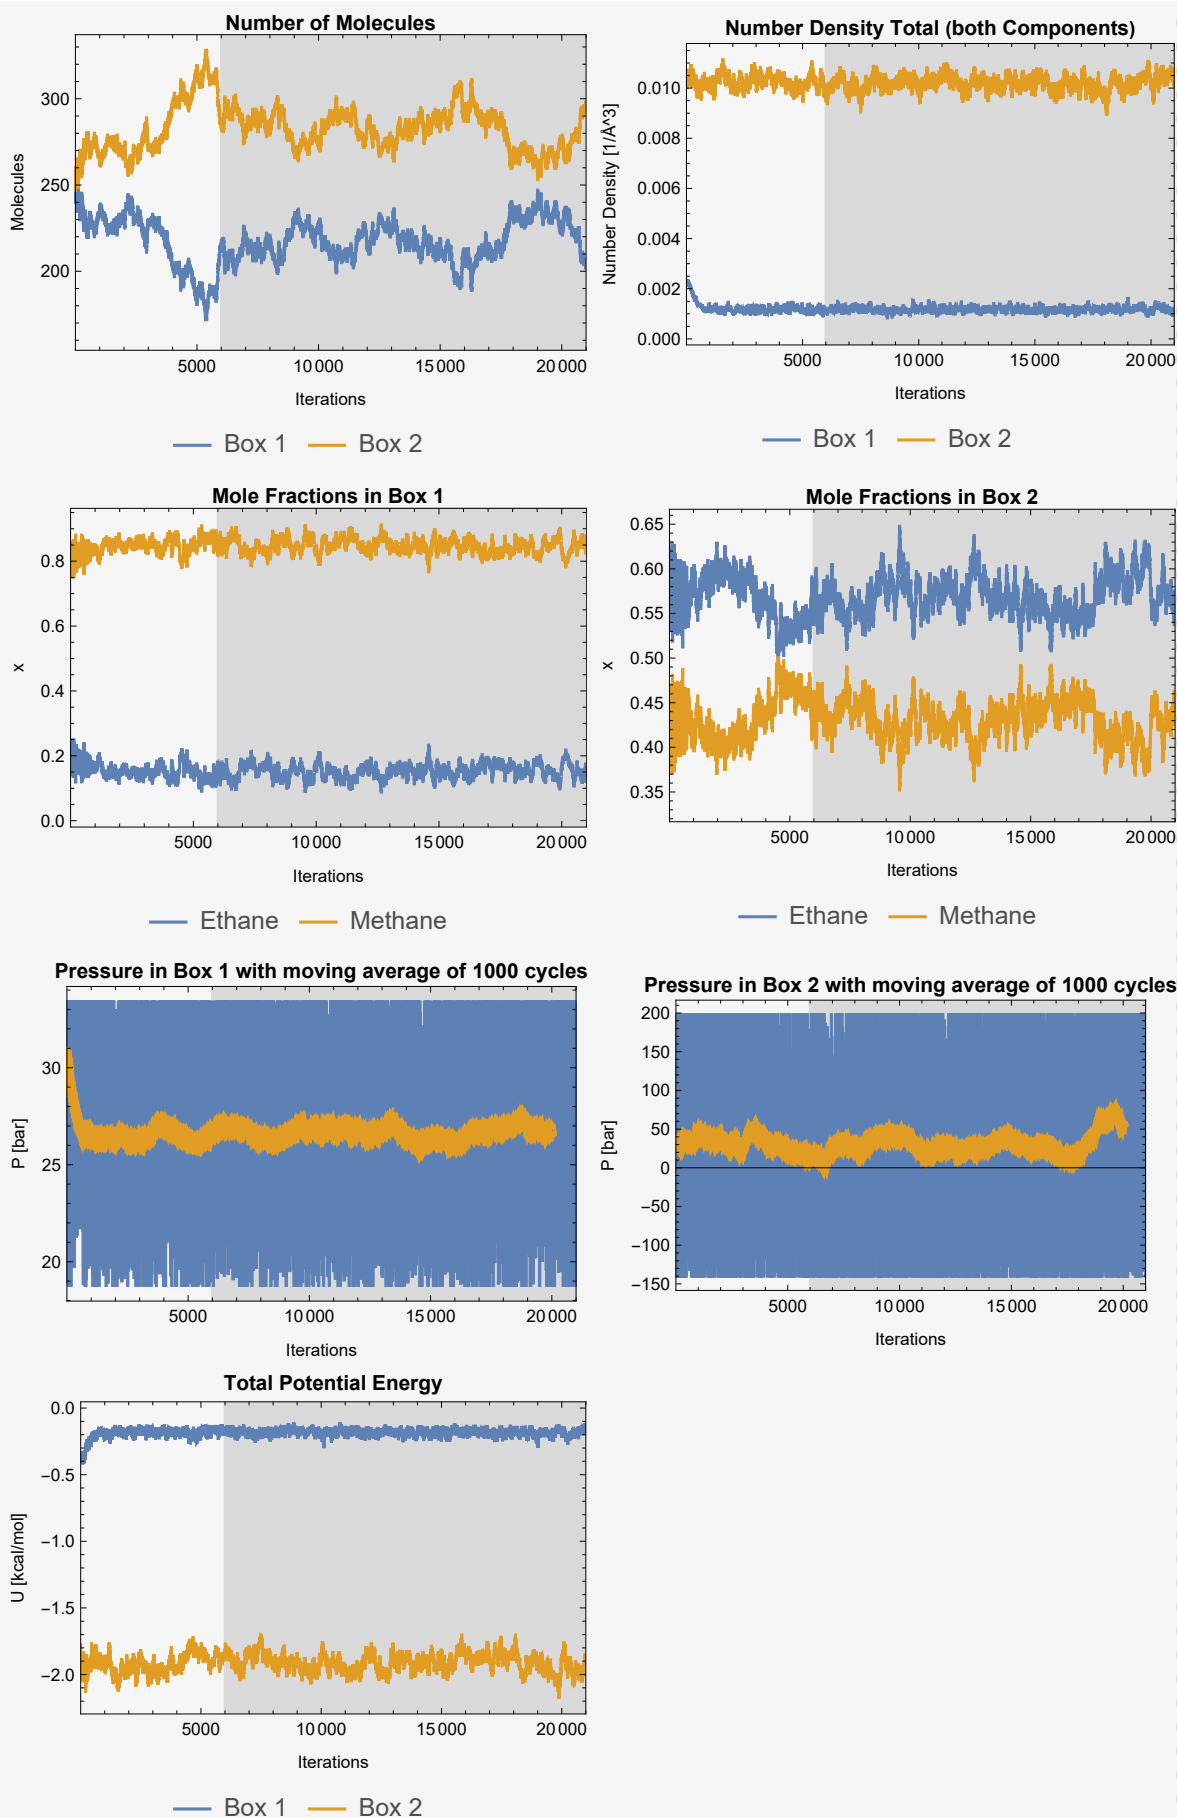 Number of Molecules
Molecules
300
250
200
5000 10000 15000 20000
Iterations
Box 1 Box 2
Number Density Total (both Components)
Number Density [1/Å^3]
0.010
0.008
0.006
0.004
0.002
0.000
5000 10000 15000 20000
Iterations
Box 1 Box 2
Mole Fractions in Box 1
x
0.8
0.6
0.4
0.2
0.0
5000 10000 15000 20000
Iterations
Ethane Methane
Mole Fractions in Box 2
x
0.65
0.60
0.55
0.50
0.45
0.40
0.35
5000 10000 15000 20000
Iterations
Ethane Methane
Pressure in Box 1 with moving average of 1000 cycles
P [bar]
30
25
20
5000 10000 15000 20000
Iterations
Pressure in Box 2 with moving average of 1000 cycles
P [bar]
200
150
100
50
0
−50
−100
−150
5000 10000 15000 20000
Iterations
Total Potential Energy
U [kcal/mol]
0.0
−0.5
−1.0
−1.5
−2.0
5000 10000 15000 20000
Iterations
Box 1 Box 2